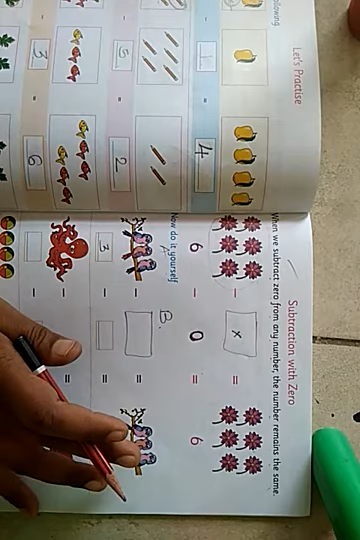 following
Let's Practise
- 1 =
4
- 5 =
2
- 3 =
6
Subtraction with Zero
When we subtract zero from any number, the number remains the same.
- x =
6 - 0 = 6
Now do it yourself
A. B.
- =
3 - =
- =
- =